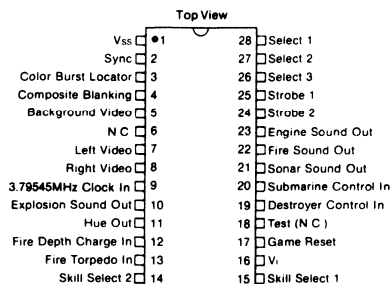 Top View
Vss 1 28 Select 1
Sync 2 27 Select 2
Color Burst Locator 3 26 Select 3
Composite Blanking 4 25 Strobe 1
Background Video 5 24 Strobe 2
N C 6 23 Engine Sound Out
Left Video 7 22 Fire Sound Out
Right Video 8 21 Sonar Sound Out
3.79545MHz Clock In 9 20 Submarine Control In
Explosion Sound Out 10 19 Destroyer Control In
Hue Out 11 18 Test (N C)
Fire Depth Charge In 12 17 Game Reset
Fire Torpedo In 13 16 Vi
Skill Select 2 14 15 Skill Select 1